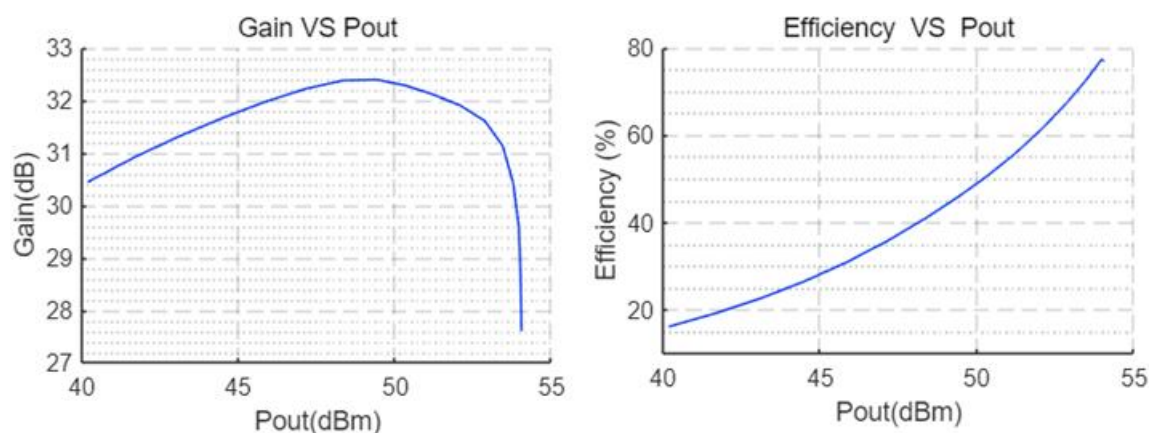 Gain VS Pout
33
32
31
30
29
28
27
Gain(dB)
40 45 50 55
Pout(dBm)
Efficiency VS Pout
80
60
40
20
Efficiency (%)
40 45 50 55
Pout(dBm)